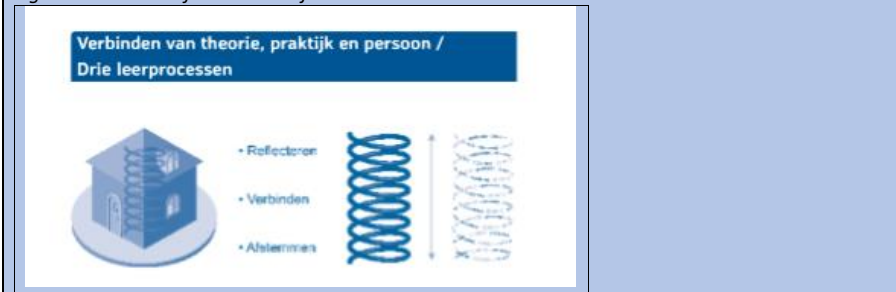 Verbinden van theorie, praktijk en persoon /
Drie leerprocessen
• Reflecteren
• Verbinden
• Afstemmen